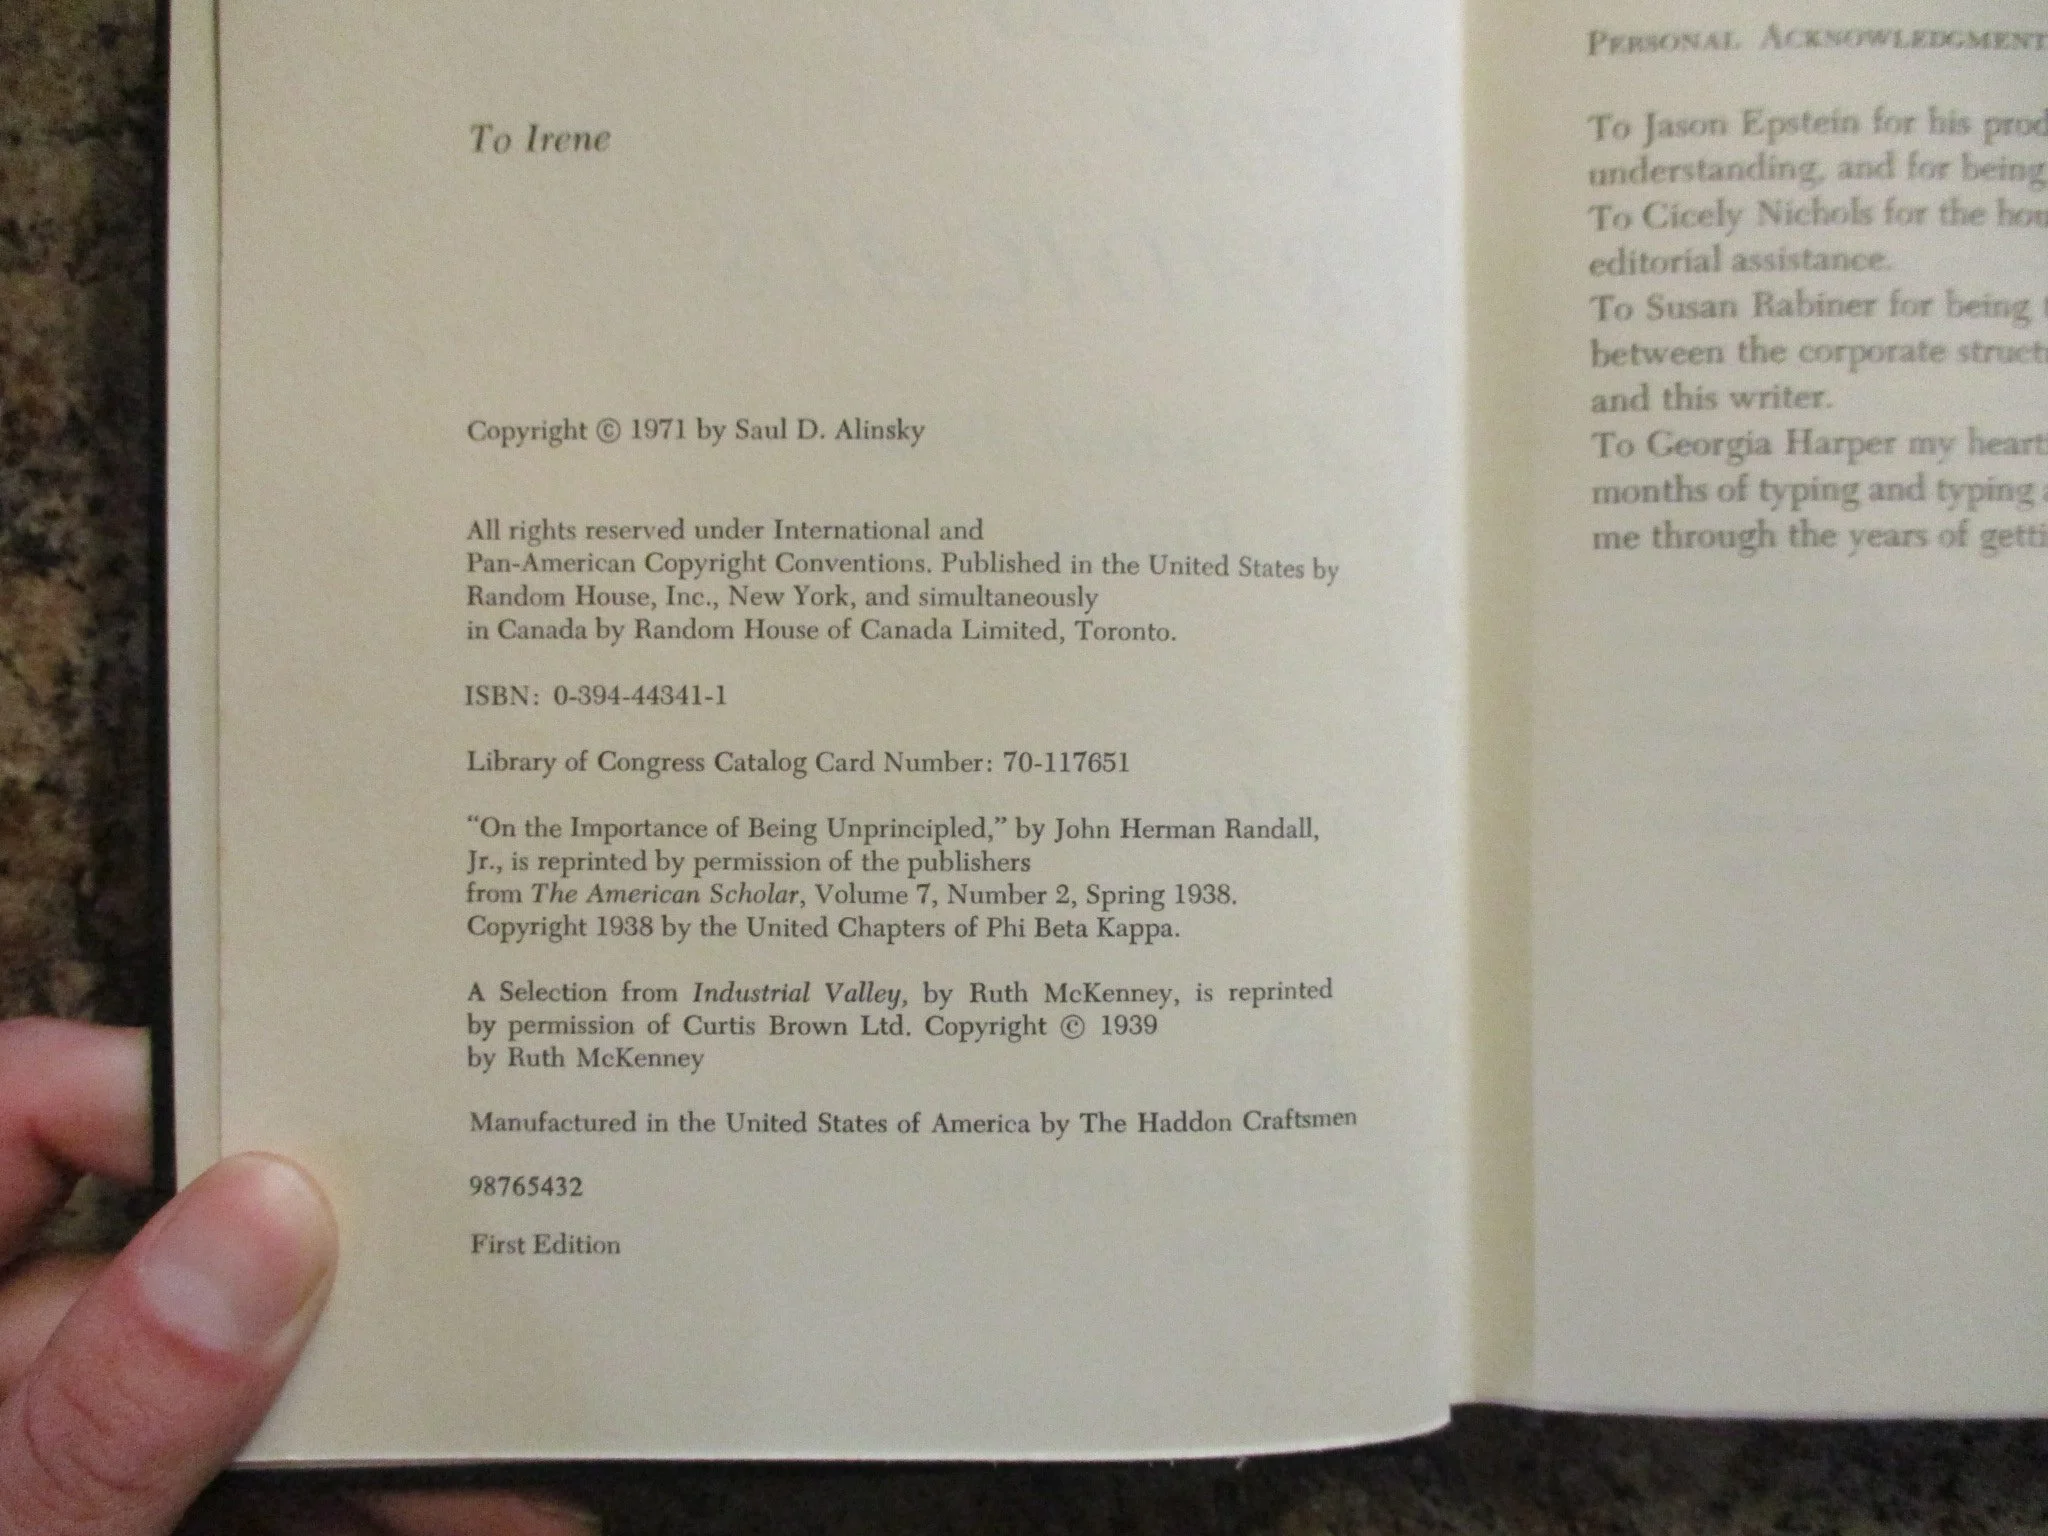 To Irene
Copyright © 1971 by Saul D. Alinsky
All rights reserved under International and
Pan-American Copyright Conventions. Published in the United States by
Random House, Inc., New York, and simultaneously
in Canada by Random House of Canada Limited, Toronto.
ISBN: 0-394-44341-1
Library of Congress Catalog Card Number: 70-117651
“On the Importance of Being Unprincipled,” by John Herman Randall,
Jr., is reprinted by permission of the publishers
from The American Scholar, Volume 7, Number 2, Spring 1938.
Copyright 1938 by the United Chapters of Phi Beta Kappa.
A Selection from Industrial Valley, by Ruth McKenney, is reprinted
by permission of Curtis Brown Ltd. Copyright © 1939
by Ruth McKenney
Manufactured in the United States of America by The Haddon Craftsmen
98765432
First Edition
PERSONAL ACKNOWLEDGMENT
To Jason Epstein for his
understanding, and for being
To Cicely Nichols for the
editorial assistance.
To Susan Rabiner for being
between the corporate
and this writer.
To Georgia Harper my
months of typing and typing
me through the years of